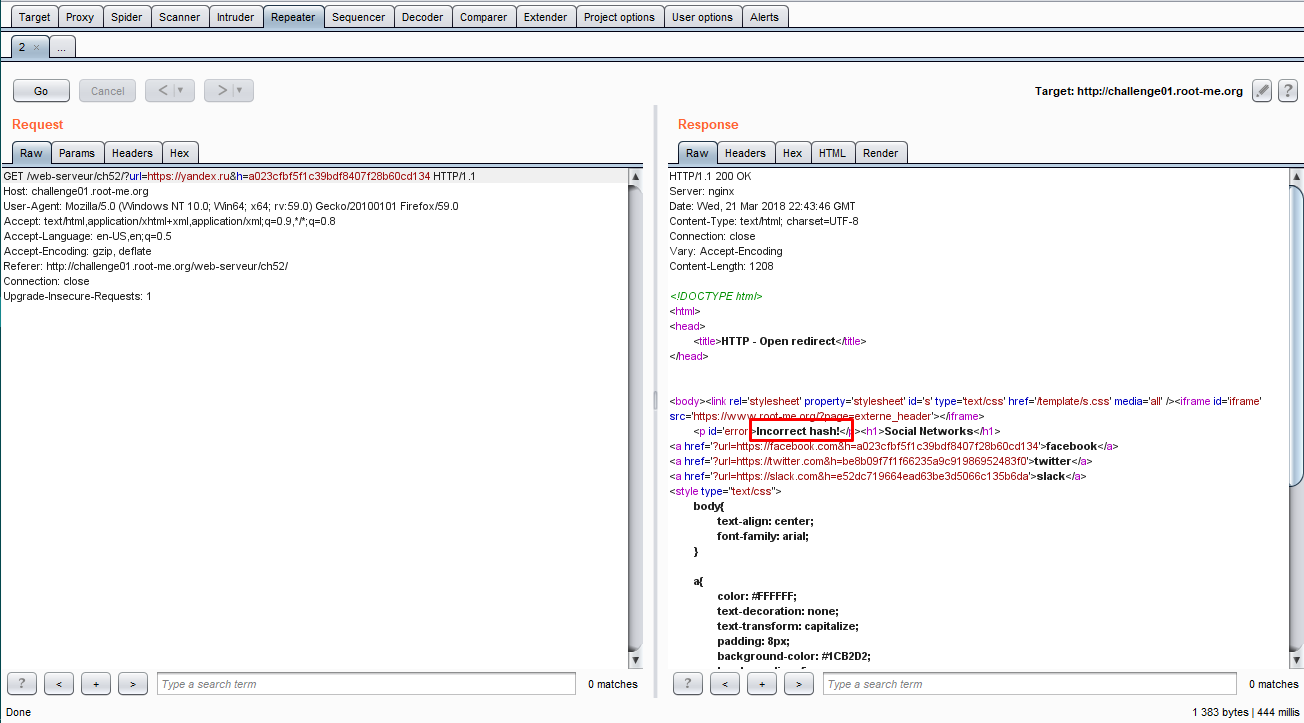 Target Proxy Spider Scanner Intruder Repeater Sequencer Decoder Comparer Extender Project options User options Alerts
2 × ...
Go Cancel < ▼ > ▼ Target: http://challenge01.root-me.org ?
Request
Raw Params Headers Hex
GET /web-serveur/ch52/?url=https://yandex.ru&h=a023cfbf5f1c39bdf8407f28b60cd134 HTTP/1.1
Host: challenge01.root-me.org
User-Agent: Mozilla/5.0 (Windows NT 10.0; Win64; x64; rv:59.0) Gecko/20100101 Firefox/59.0
Accept: text/html,application/xhtml+xml,application/xml;q=0.9,*/*;q=0.8
Accept-Language: en-US,en;q=0.5
Accept-Encoding: gzip, deflate
Referer: http://challenge01.root-me.org/web-serveur/ch52/
Connection: close
Upgrade-Insecure-Requests: 1
? < + > Type a search term 0 matches
Response
Raw Headers Hex HTML Render
HTTP/1.1 200 OK
Server: nginx
Date: Wed, 21 Mar 2018 22:43:46 GMT
Content-Type: text/html; charset=UTF-8
Connection: close
Vary: Accept-Encoding
Content-Length: 1208
<!DOCTYPE html>
<html>
<head>
<title>HTTP - Open redirect</title>
</head>
<body><link rel='stylesheet' property='stylesheet' id='s' type='text/css' href='/template/s.css' media='all' /><iframe id='iframe'
src='https://www.root-me.org/?page=externe_header'></iframe>
<p id='error'>Incorrect hash!</p><h1>Social Networks</h1>
<a href='?url=https://facebook.com&h=a023cfbf5f1c39bdf8407f28b60cd134'>facebook</a>
<a href='?url=https://twitter.com&h=be8b09f7f1f66235a9c91986952483f0'>twitter</a>
<a href='?url=https://slack.com&h=e52dc719664ead63be3d5066c135b6da'>slack</a>
<style type="text/css">
body{
text-align: center;
font-family: arial;
}
a{
color: #FFFFFF;
text-decoration: none;
text-transform: capitalize;
padding: 8px;
background-color: #1CB2D2;
? < + > Type a search term 0 matches
Done 1 383 bytes | 444 millis